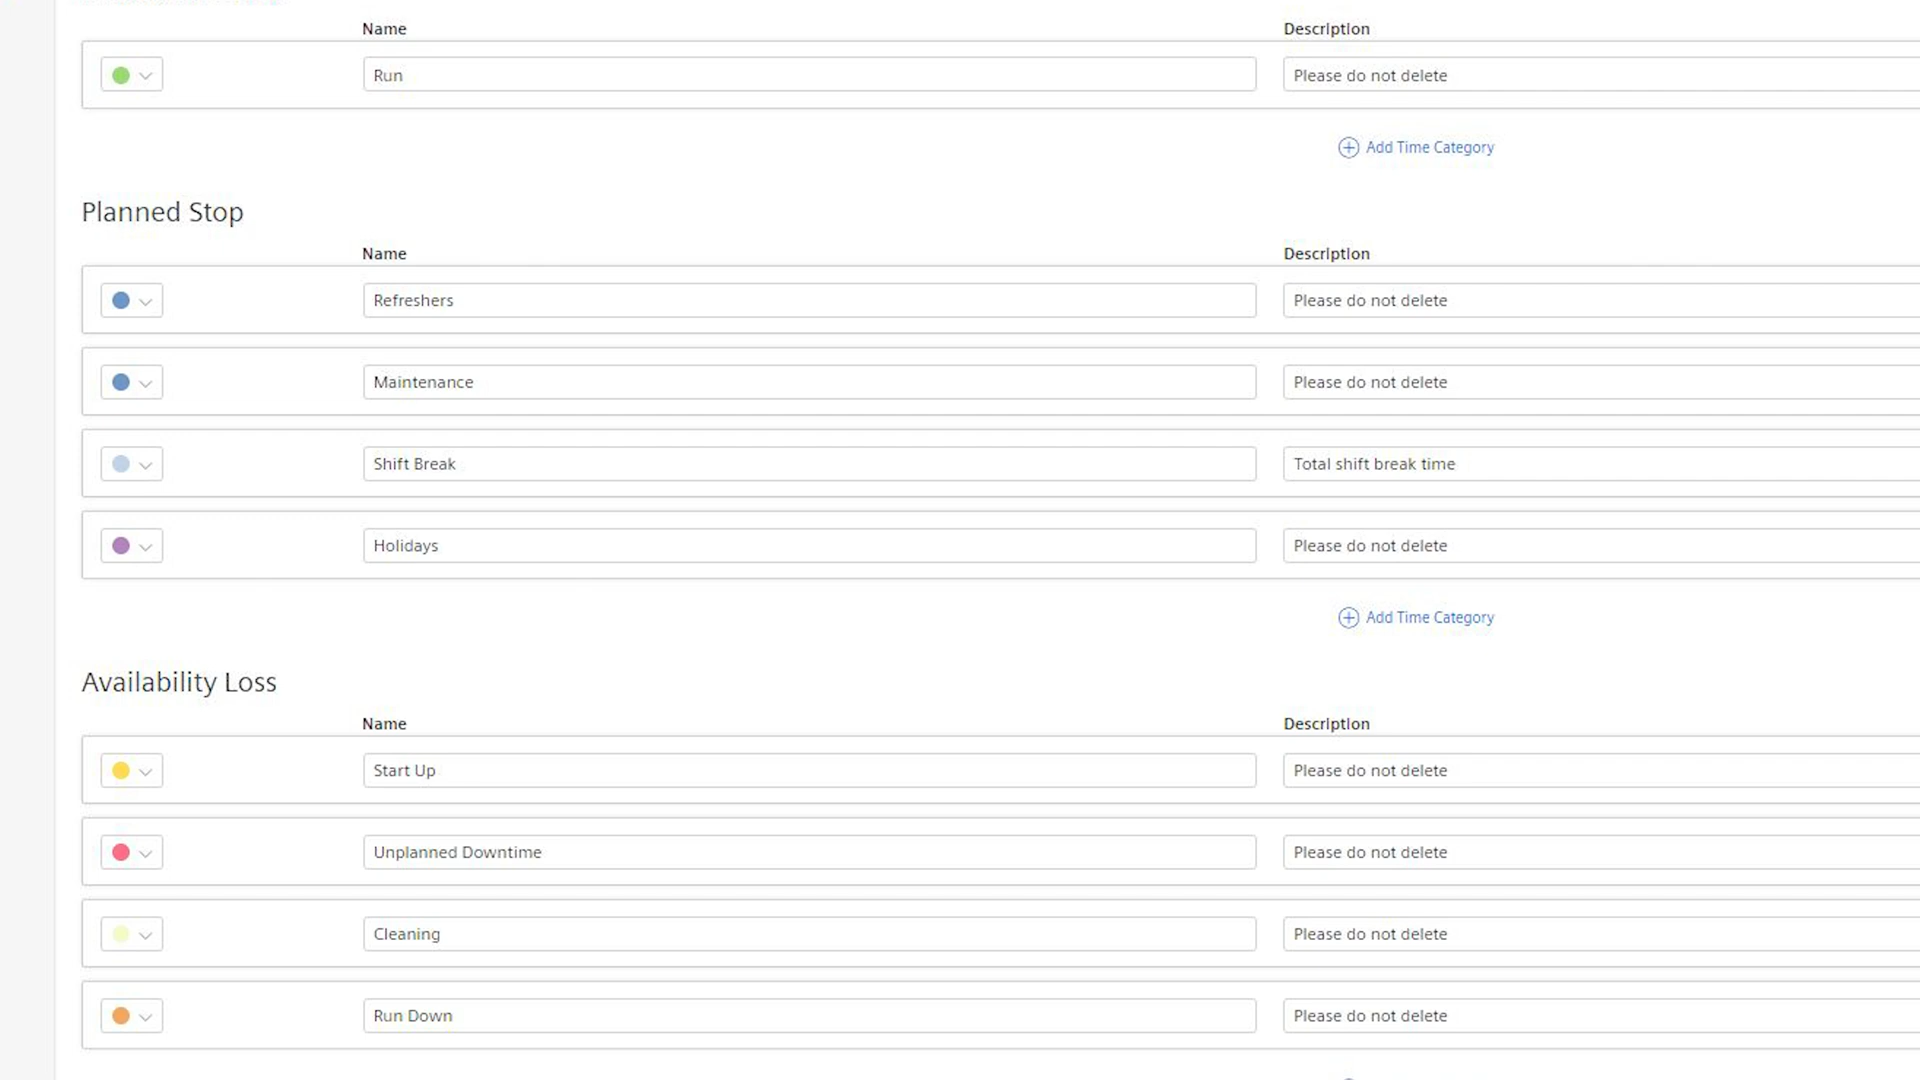 Name Description
Run Please do not delete
Add Time Category
Planned Stop
Name Description
Refreshers Please do not delete
Maintenance Please do not delete
Shift Break Total shift break time
Holidays Please do not delete
Add Time Category
Availability Loss
Name Description
Start Up Please do not delete
Unplanned Downtime Please do not delete
Cleaning Please do not delete
Run Down Please do not delete